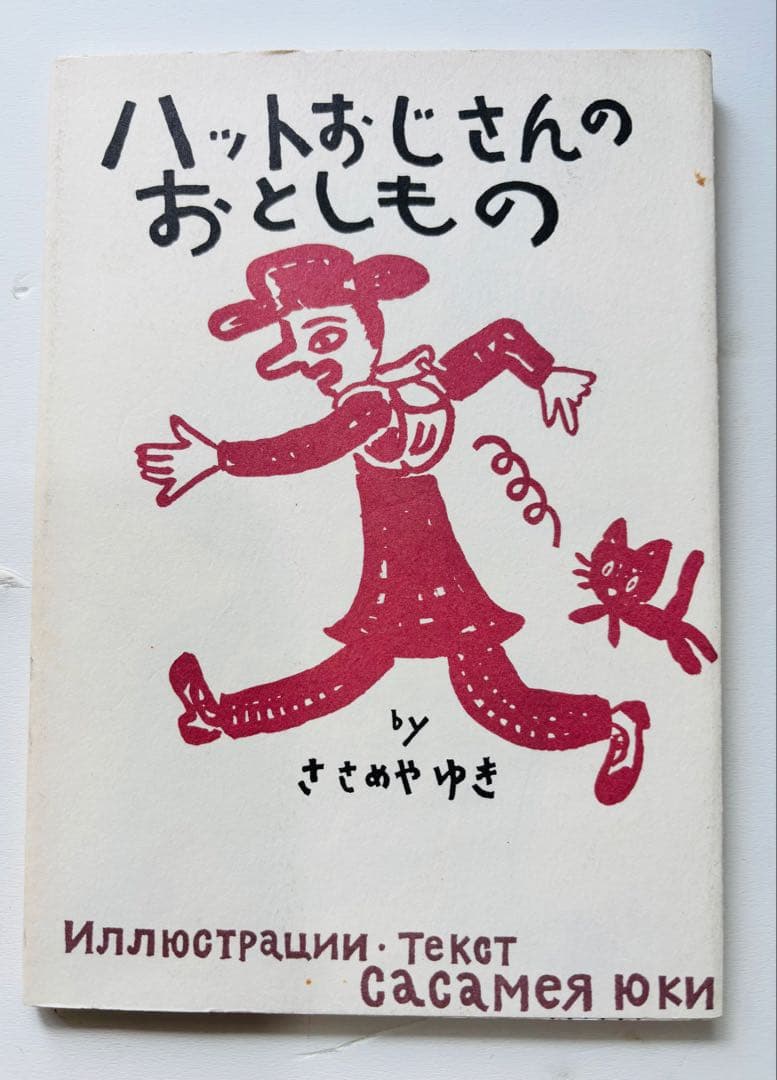 ハットおじさんの
おとしもの
by
ささめやゆき
Иллюстрации · текст
Сасамея Юки